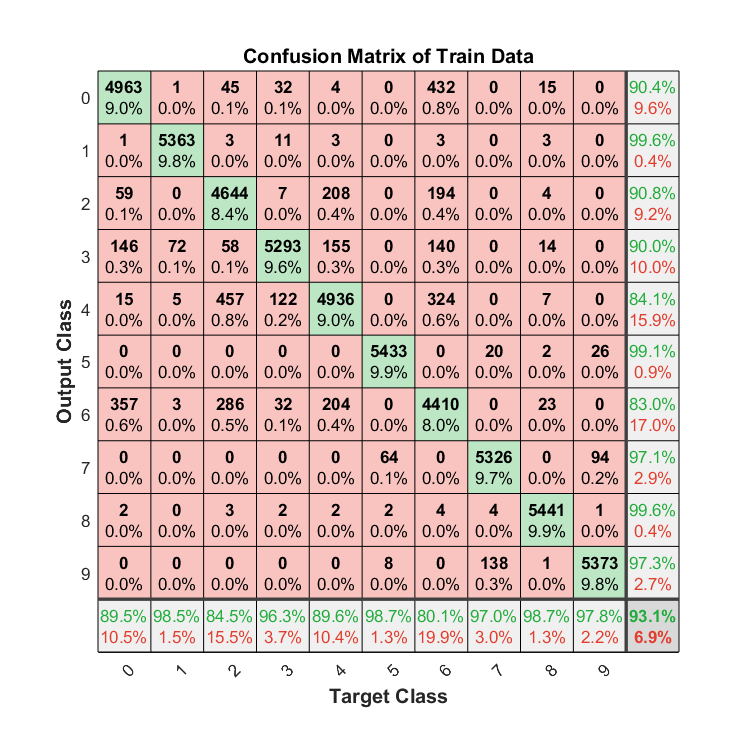 Confusion Matrix of Train Data
0 4963 1 45 32 4 0 432 0 15 0 90.4%
9.0% 0.0% 0.1% 0.1% 0.0% 0.0% 0.8% 0.0% 0.0% 0.0% 9.6%
1 1 5363 3 11 3 0 3 0 3 0 99.6%
0.0% 9.8% 0.0% 0.0% 0.0% 0.0% 0.0% 0.0% 0.0% 0.0% 0.4%
2 59 0 4644 7 208 0 194 0 4 0 90.8%
0.1% 0.0% 8.4% 0.0% 0.4% 0.0% 0.4% 0.0% 0.0% 0.0% 9.2%
3 146 72 58 5293 155 0 140 0 14 0 90.0%
0.3% 0.1% 0.1% 9.6% 0.3% 0.0% 0.3% 0.0% 0.0% 0.0% 10.0%
4 15 5 457 122 4936 0 324 0 7 0 84.1%
0.0% 0.0% 0.8% 0.2% 9.0% 0.0% 0.6% 0.0% 0.0% 0.0% 15.9%
5 0 0 0 0 0 5433 0 20 2 26 99.1%
0.0% 0.0% 0.0% 0.0% 0.0% 9.9% 0.0% 0.0% 0.0% 0.0% 0.9%
6 357 3 286 32 204 0 4410 0 23 0 83.0%
0.6% 0.0% 0.5% 0.1% 0.4% 0.0% 8.0% 0.0% 0.0% 0.0% 17.0%
7 0 0 0 0 0 64 0 5326 0 94 97.1%
0.0% 0.0% 0.0% 0.0% 0.0% 0.1% 0.0% 9.7% 0.0% 0.2% 2.9%
8 2 0 3 2 2 2 4 4 5441 1 99.6%
0.0% 0.0% 0.0% 0.0% 0.0% 0.0% 0.0% 0.0% 9.9% 0.0% 0.4%
9 0 0 0 0 0 8 0 138 1 5373 97.3%
0.0% 0.0% 0.0% 0.0% 0.0% 0.0% 0.0% 0.3% 0.0% 9.8% 2.7%
89.5% 98.5% 84.5% 96.3% 89.6% 98.7% 80.1% 97.0% 98.7% 97.8% 93.1%
10.5% 1.5% 15.5% 3.7% 10.4% 1.3% 19.9% 3.0% 1.3% 2.2% 6.9%
0 1 2 3 4 5 6 7 8 9
Target Class
Output Class